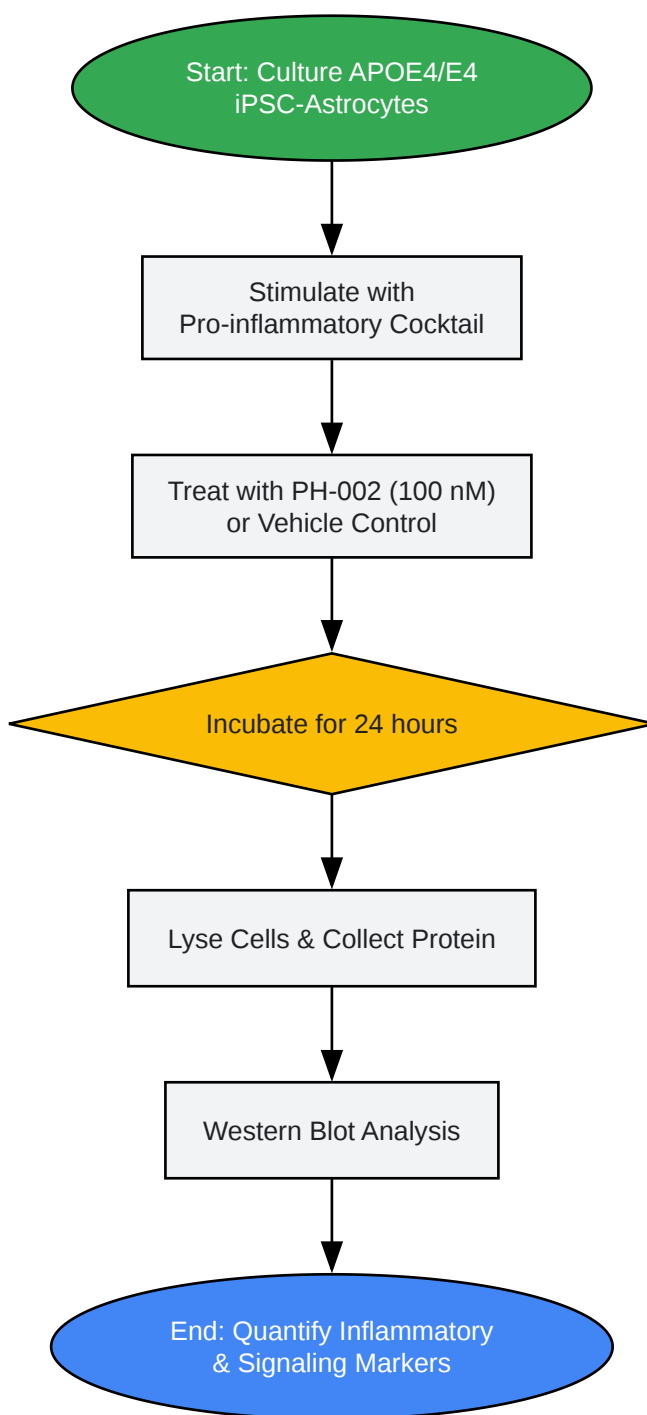 Start: Culture APOE4/E4
iPSC-Astrocytes
Stimulate with
Pro-inflammatory Cocktail
Treat with PH-002 (100 nM)
or Vehicle Control
Incubate for 24 hours
Lyse Cells & Collect Protein
Western Blot Analysis
End: Quantify Inflammatory
& Signaling Markers